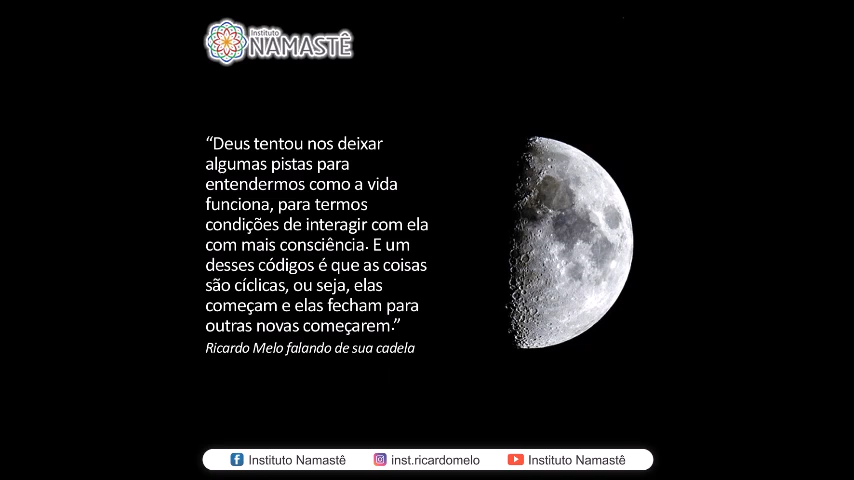 Instituto
NAMASTÊ
“Deus tentou nos deixar
algumas pistas para
entendermos como a vida
funciona, para termos
condições de interagir com ela
com mais consciência. E um
desses códigos é que as coisas
são cíclicas, ou seja, elas
começam e elas fecham para
outras novas começarem.”
Ricardo Melo falando de sua cadela
Instituto Namastê inst.ricardomelo Instituto Namastê